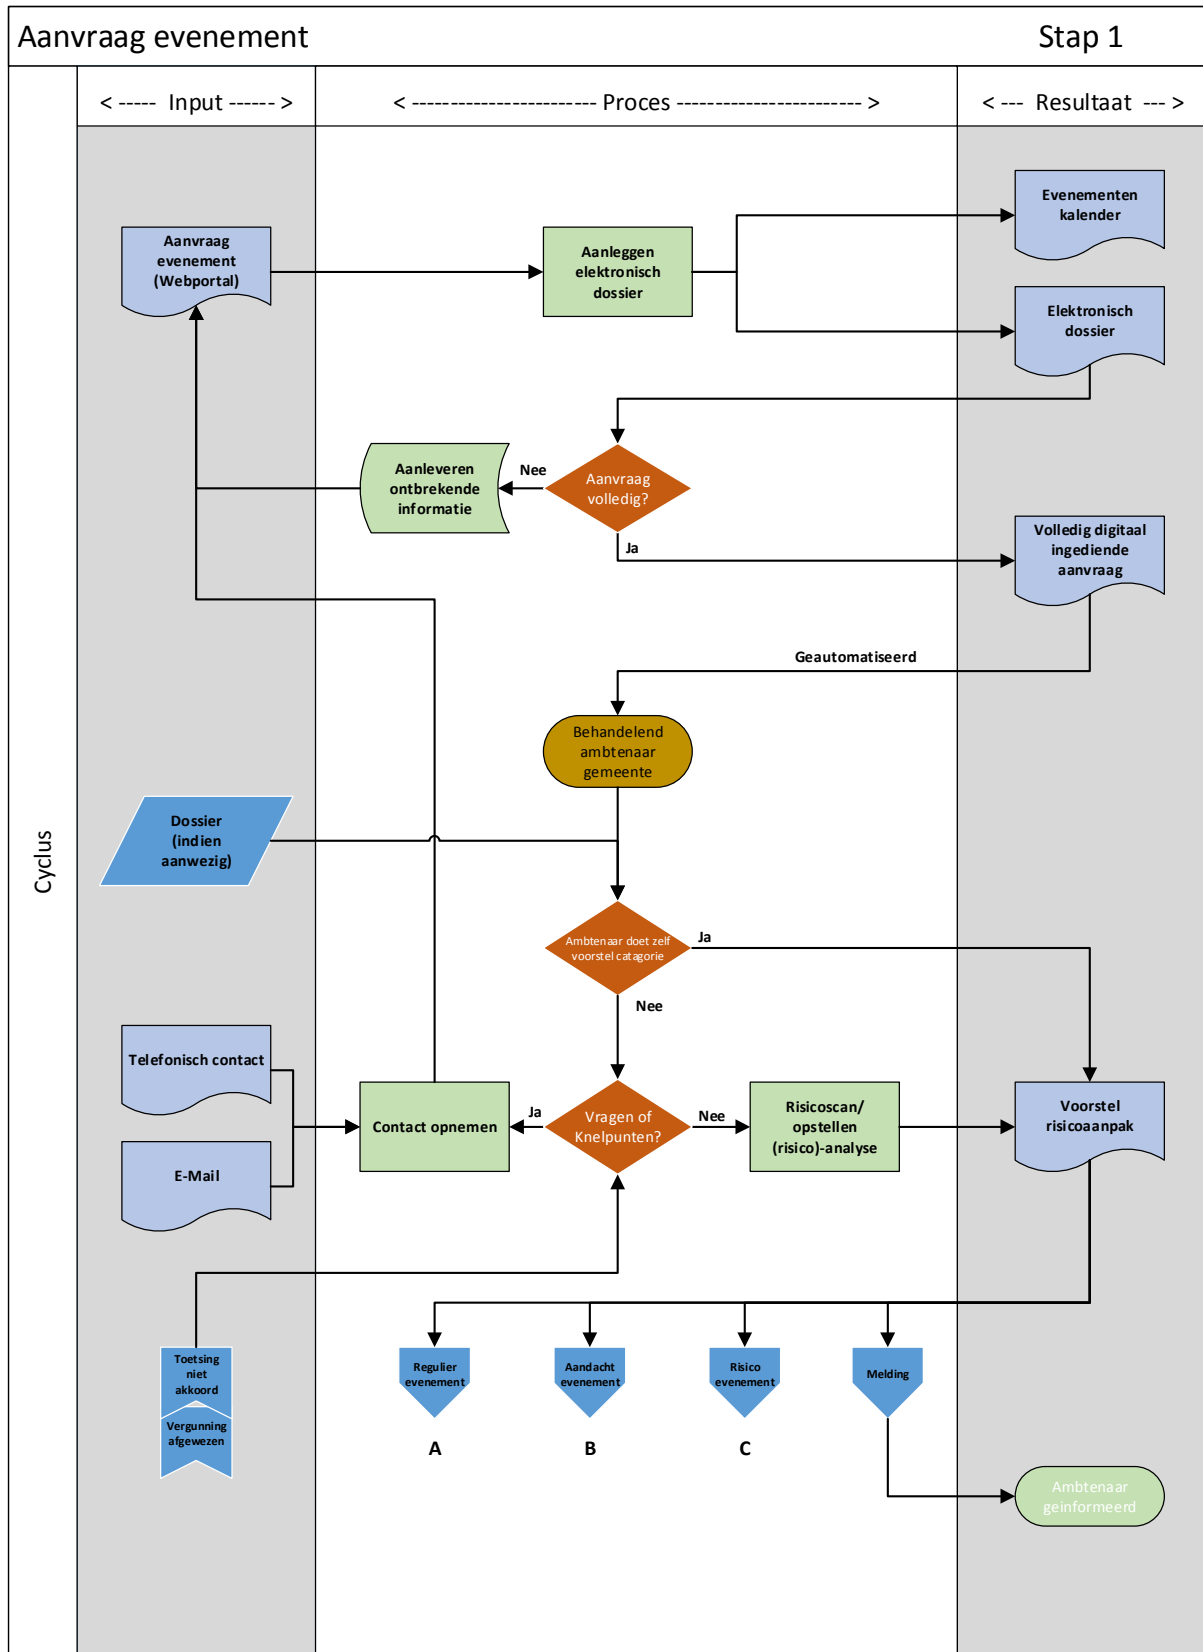 Aanvraag evenement
Stap 1
< ----- Input ------ >
< ------------------------ Proces ----------------------- >
< --- Resultaat --- >
Cyclus
Evenementen
kalender
Aanvraag
evenement
(Webportal)
Aanleggen
elektronisch
dossier
Elektronisch
dossier
Aanleveren
ontbrekende
informatie
Nee
Aanvraag
volledig?
Ja
Volledig digitaal
ingediende
aanvraag
Geautomatiseerd
Behandelend
ambtenaar
gemeente
Dossier
(indien
aanwezig)
Ambtenaar doet zelf
voorstel catagorie
Ja
Nee
Telefonisch contact
E-Mail
Contact opnemen
Ja
Vragen of
Knelpunten?
Nee
Risicoscan/
opstellen
(risico)-analyse
Voorstel
risicoaanpak
Toetsing
niet
akkoord
Vergunning
afgewezen
Regulier
evenement
Aandacht
evenement
Risico
evenement
Melding
A
B
C
Ambtenaar
geinformeerd